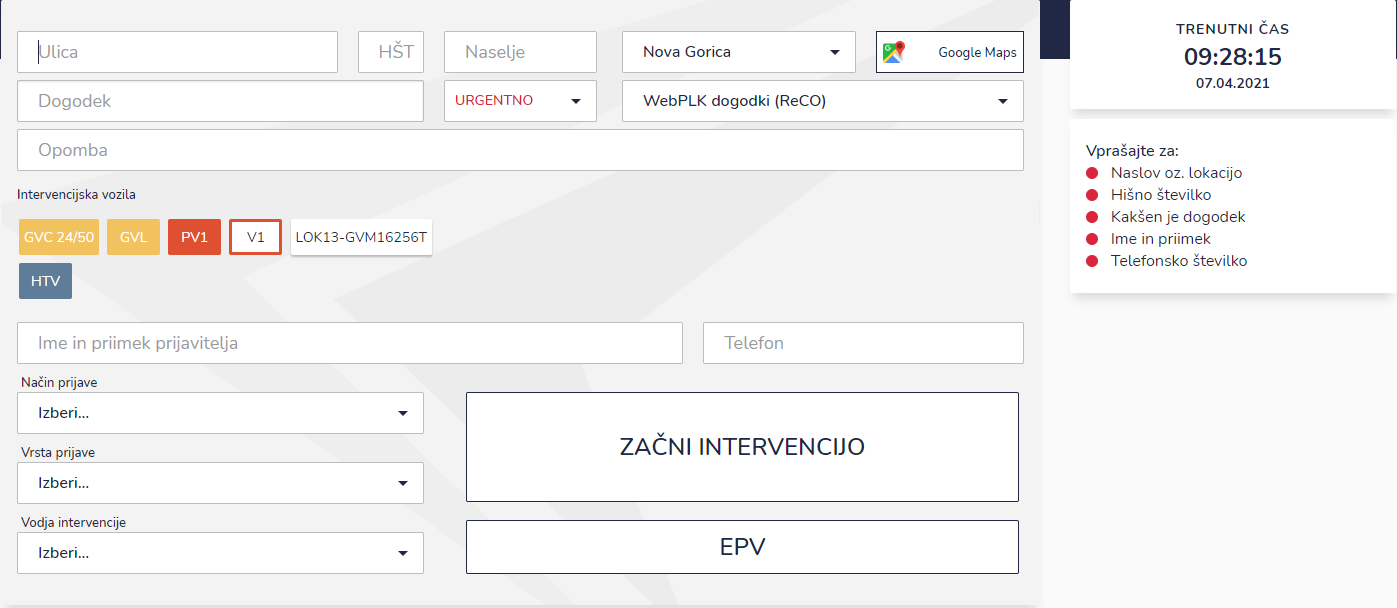 Ulica
HŠT
Naselje
Nova Gorica
Google Maps
Dogodek
URGENTNO
WebPLK dogodki (ReCO)
Opomba
Intervencijska vozila
GVC 24/50
GVL
PV1
V1
LOK13-GVM16256T
HTV
Ime in priimek prijavitelja
Telefon
Način prijave
Izberi...
Vrsta prijave
Izberi...
Vodja intervencije
Izberi...
ZAČNI INTERVENCIJO
EPV
TRENUTNI ČAS
09:28:15
07.04.2021
Vprašajte za:
Naslov oz. lokacijo
Hišno številko
Kakšen je dogodek
Ime in priimek
Telefonsko številko